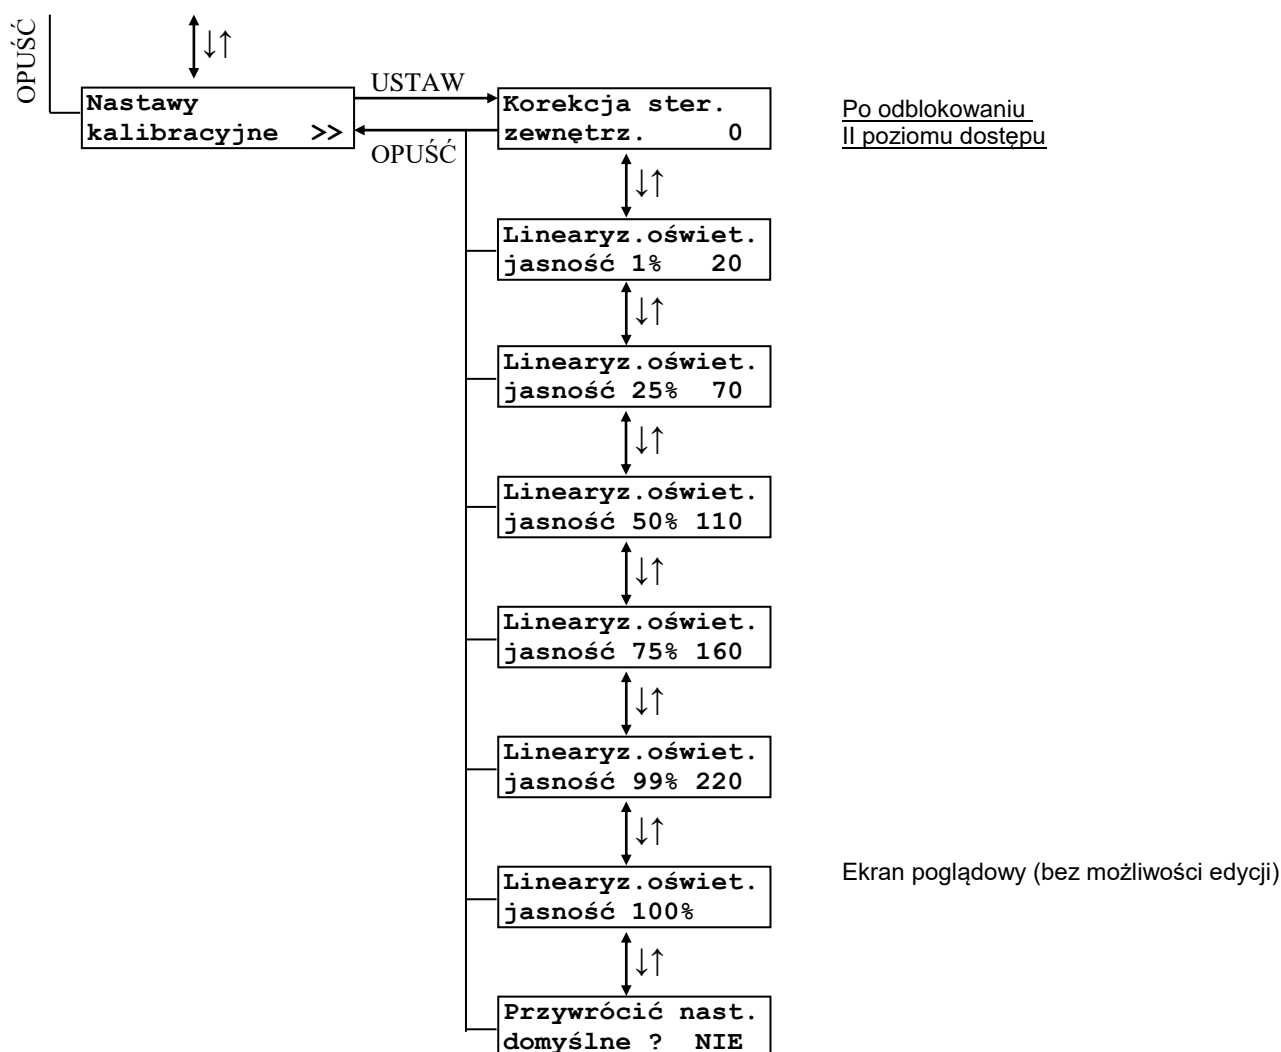 OPUŚĆ
↓↑
Nastawy
kalibracyjne >>
USTAW
OPUŚĆ
Korekcja ster.
zewnętrz. 0
Po odblokowaniu
II poziomu dostępu
↓↑
Linearyz.oświet.
jasność 1% 20
↓↑
Linearyz.oświet.
jasność 25% 70
↓↑
Linearyz.oświet.
jasność 50% 110
↓↑
Linearyz.oświet.
jasność 75% 160
↓↑
Linearyz.oświet.
jasność 99% 220
↓↑
Linearyz.oświet.
jasność 100%
Ekran poglądowy (bez możliwości edycji)
↓↑
Przywrócić nast.
domyślne ? NIE